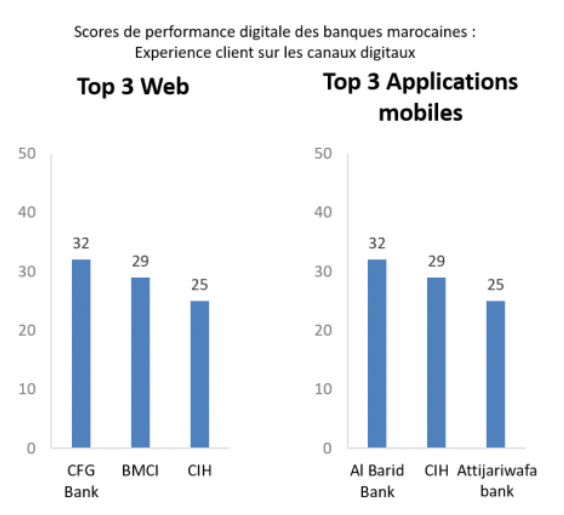 Scores de performance digitale des banques marocaines :
Experience client sur les canaux digitaux
Top 3 Web
50
40
30
20
10
0
32
29
25
CFG
Bank
BMCI
CIH
Top 3 Applications
mobiles
50
40
30
20
10
0
32
29
25
Al Barid
Bank
CIH
Attijariwafa
bank